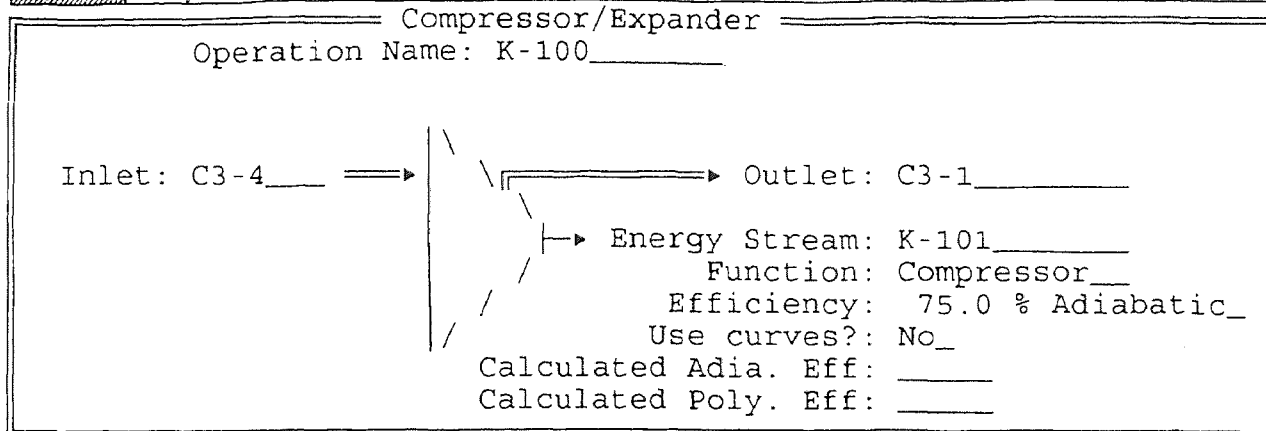 Compressor/Expander
Operation Name: K-100
Inlet: C3-4
Outlet: C3-1
Energy Stream: K-101
Function: Compressor
Efficiency: 75.0 % Adiabatic
Use curves?: No
Calculated Adia. Eff:
Calculated Poly. Eff: